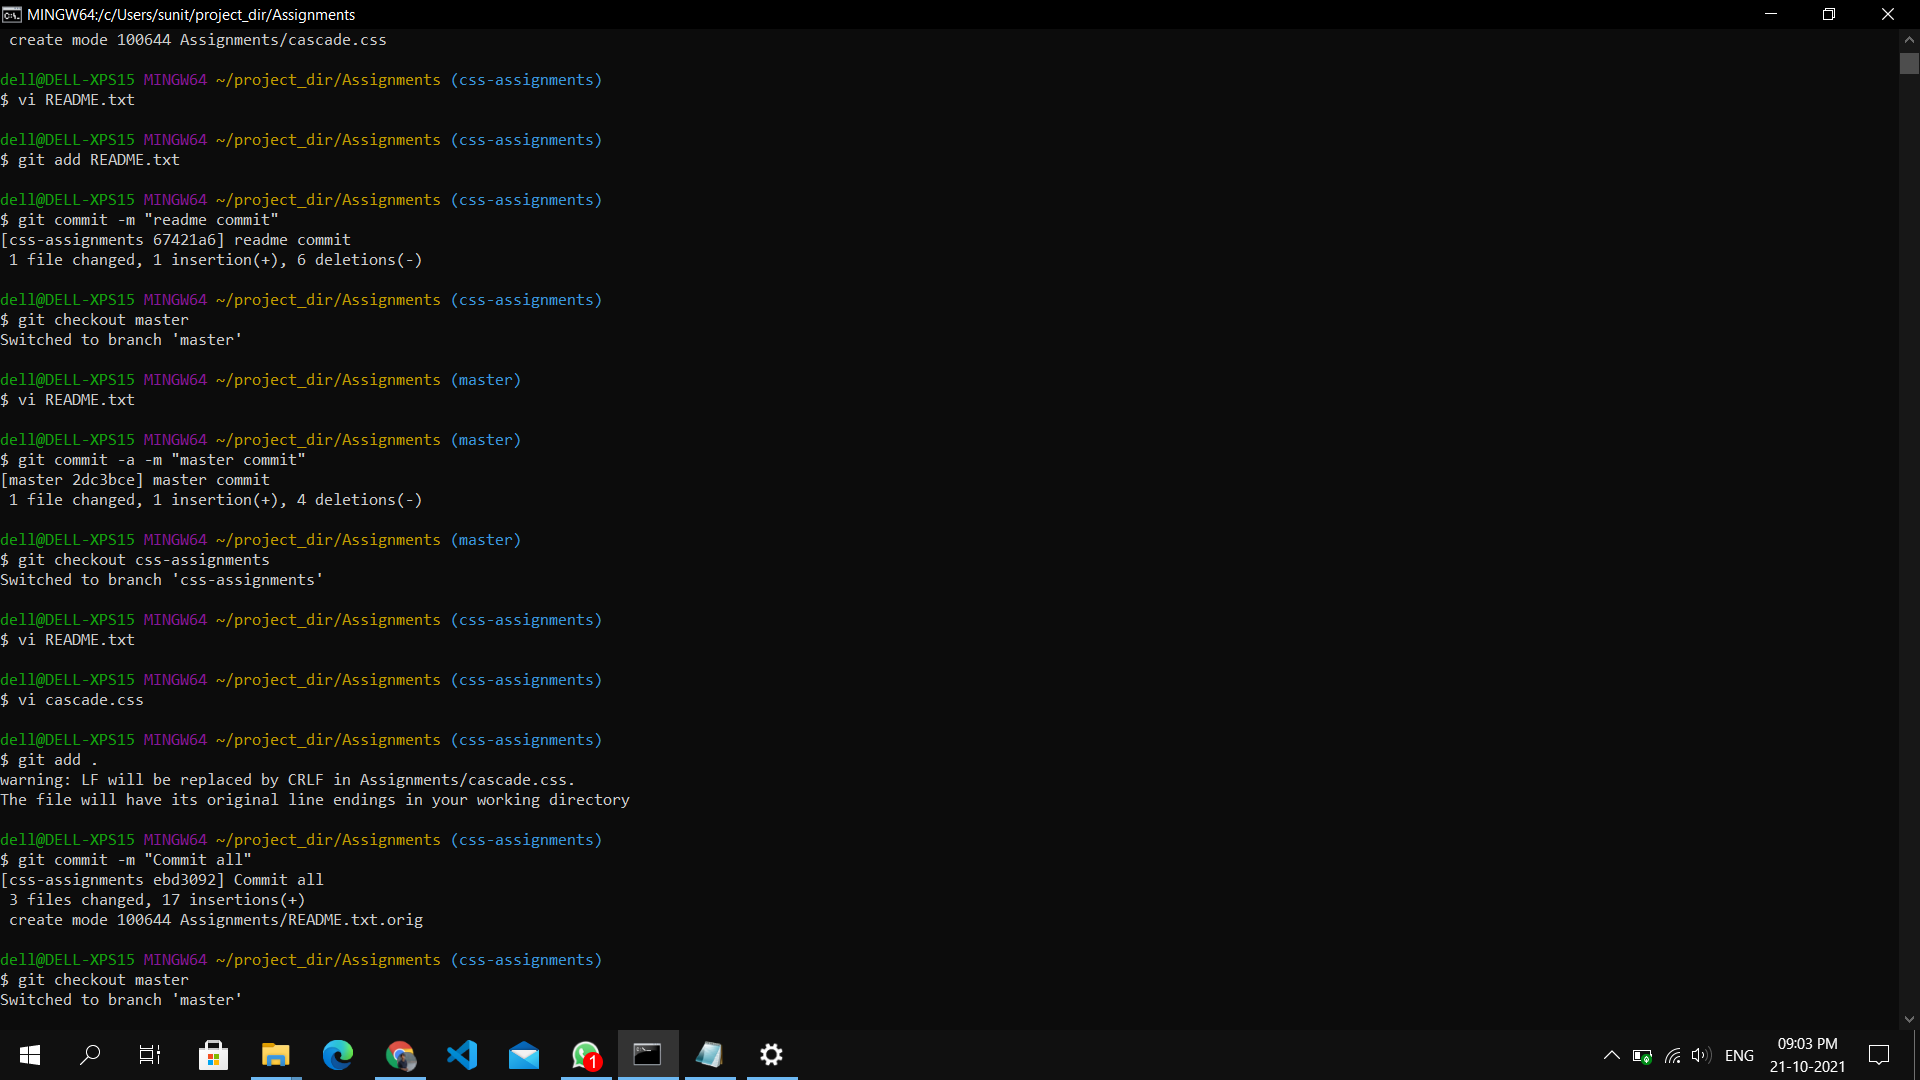 MINGW64:/c/Users/sunit/project_dir/Assignments
 create mode 100644 Assignments/cascade.css
dell@DELL-XPS15 MINGW64 ~/project_dir/Assignments (css-assignments)
$ vi README.txt
dell@DELL-XPS15 MINGW64 ~/project_dir/Assignments (css-assignments)
$ git add README.txt
dell@DELL-XPS15 MINGW64 ~/project_dir/Assignments (css-assignments)
$ git commit -m "readme commit"
[css-assignments 67421a6] readme commit
 1 file changed, 1 insertion(+), 6 deletions(-)
dell@DELL-XPS15 MINGW64 ~/project_dir/Assignments (css-assignments)
$ git checkout master
Switched to branch 'master'
dell@DELL-XPS15 MINGW64 ~/project_dir/Assignments (master)
$ vi README.txt
dell@DELL-XPS15 MINGW64 ~/project_dir/Assignments (master)
$ git commit -a -m "master commit"
[master 2dc3bce] master commit
 1 file changed, 1 insertion(+), 4 deletions(-)
dell@DELL-XPS15 MINGW64 ~/project_dir/Assignments (master)
$ git checkout css-assignments
Switched to branch 'css-assignments'
dell@DELL-XPS15 MINGW64 ~/project_dir/Assignments (css-assignments)
$ vi README.txt
dell@DELL-XPS15 MINGW64 ~/project_dir/Assignments (css-assignments)
$ vi cascade.css
dell@DELL-XPS15 MINGW64 ~/project_dir/Assignments (css-assignments)
$ git add .
warning: LF will be replaced by CRLF in Assignments/cascade.css.
The file will have its original line endings in your working directory
dell@DELL-XPS15 MINGW64 ~/project_dir/Assignments (css-assignments)
$ git commit -m "Commit all"
[css-assignments ebd3092] Commit all
 3 files changed, 17 insertions(+)
 create mode 100644 Assignments/README.txt.orig
dell@DELL-XPS15 MINGW64 ~/project_dir/Assignments (css-assignments)
$ git checkout master
Switched to branch 'master'
1
ENG
09:03 PM
21-10-2021